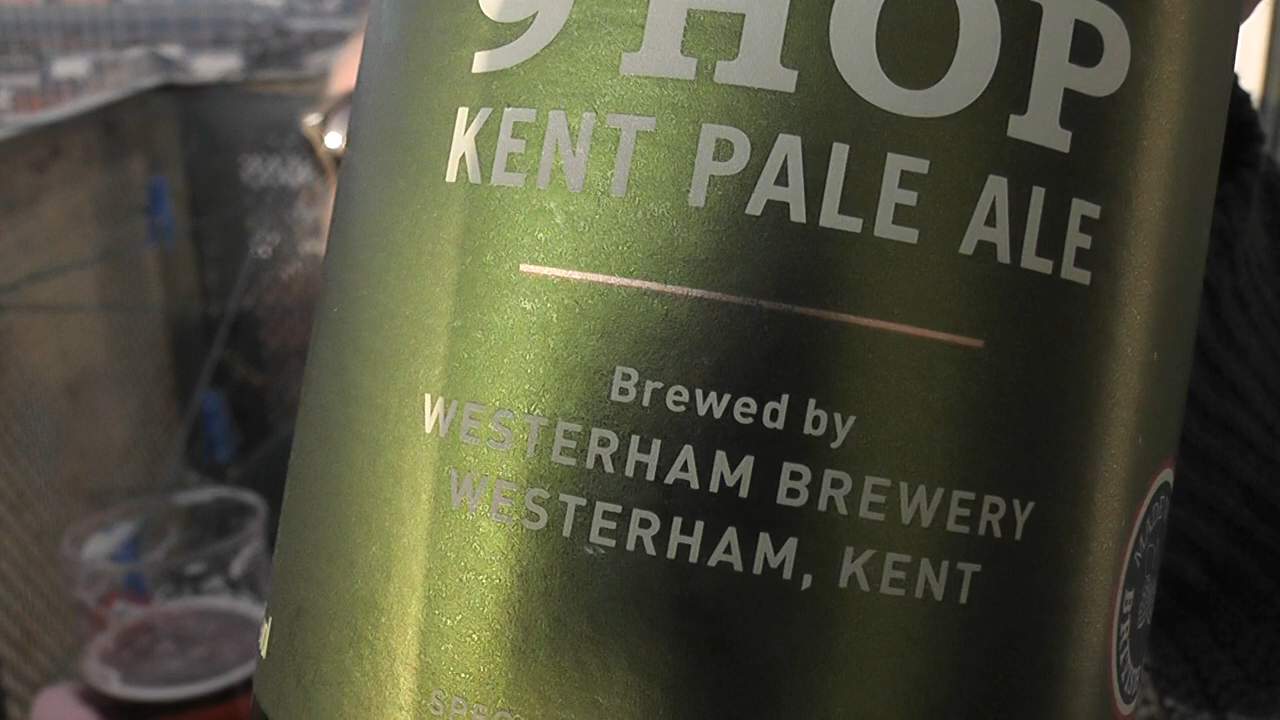 9 HOP
KENT PALE ALE
Brewed by
WESTERHAM BREWERY
WESTERHAM, KENT